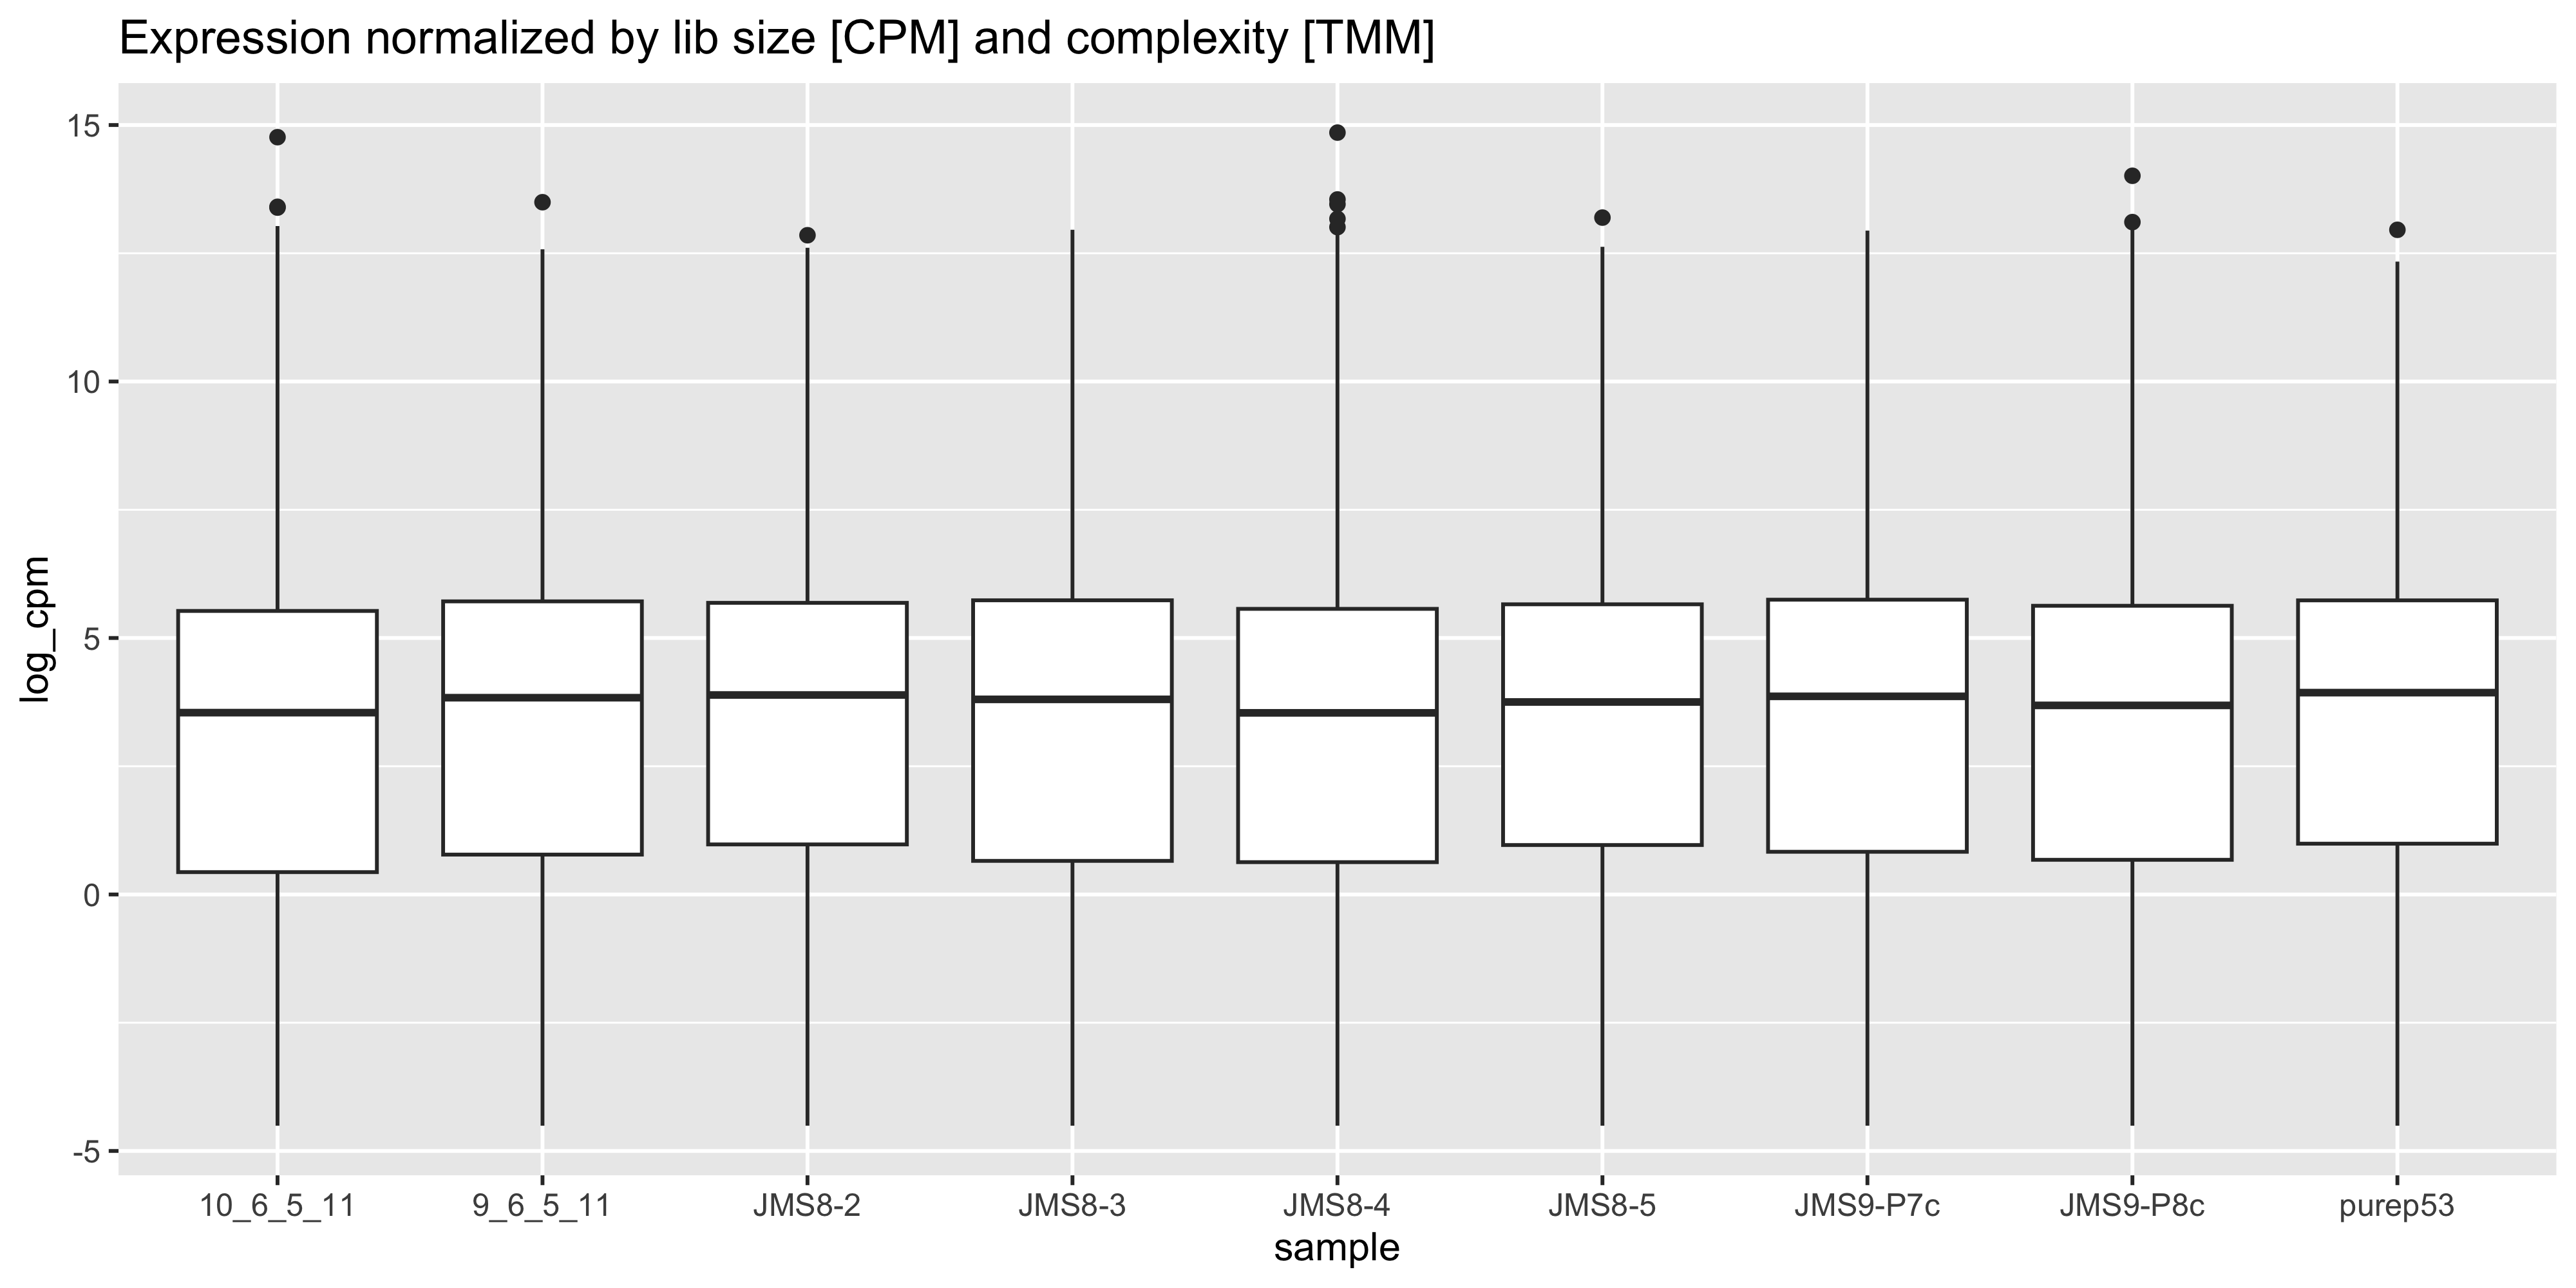 Expression normalized by lib size [CPM] and complexity [TMM]
15
10
5
0
-5
log_cpm
10_6_5_11 9_6_5_11 JMS8-2 JMS8-3 JMS8-4 JMS8-5 JMS9-P7c JMS9-P8c purep53
sample